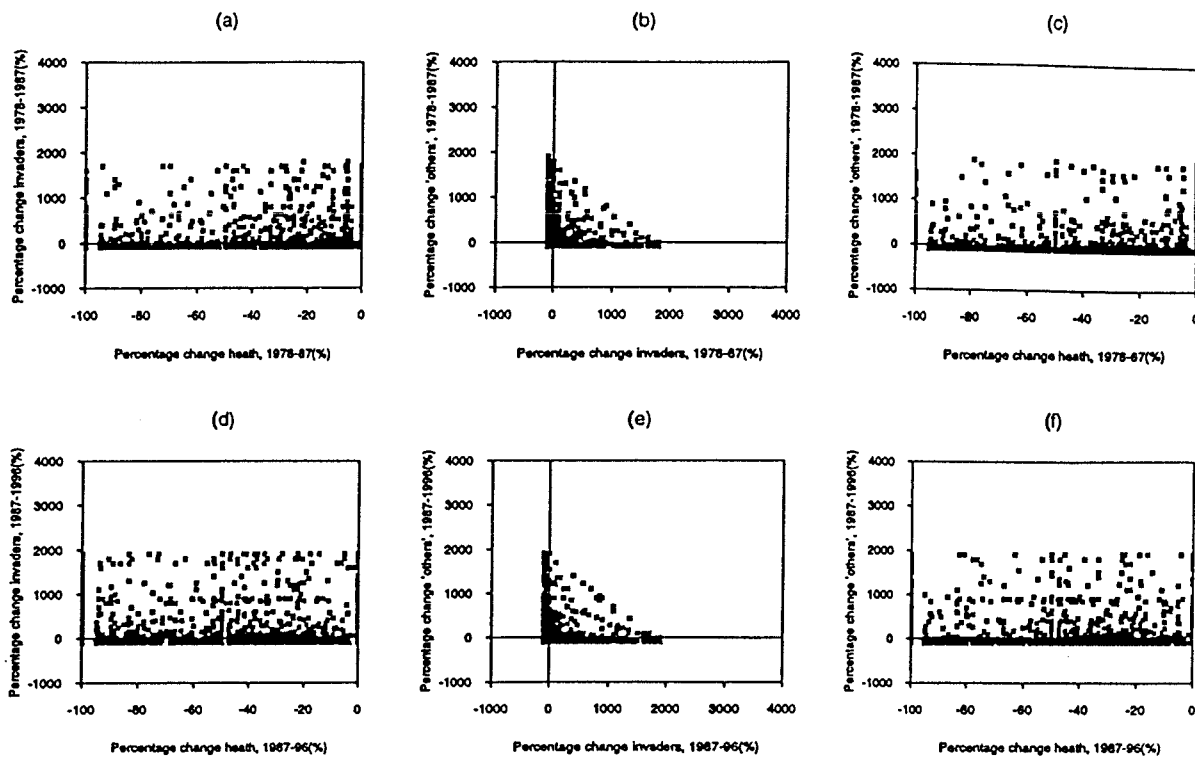 (a)
Percentage change invaders, 1978-1987(%)
4000
3000
2000
1000
0
-1000
-100 -80 -60 -40 -20 0
Percentage change heath, 1978-87(%)
(b)
Percentage change 'others', 1978-1987(%)
4000
3000
2000
1000
0
-1000
-1000 0 1000 2000 3000 4000
Percentage change invaders, 1978-87(%)
(c)
Percentage change 'others', 1978-1987(%)
4000
3000
2000
1000
0
-1000
-100 -80 -60 -40 -20 0
Percentage change heath, 1978-87(%)
(d)
Percentage change invaders, 1987-1996(%)
4000
3000
2000
1000
0
-1000
-100 -80 -60 -40 -20 0
Percentage change heath, 1987-96(%)
(e)
Percentage change 'others', 1987-1996(%)
4000
3000
2000
1000
0
-1000
-1000 0 1000 2000 3000 4000
Percentage change invaders, 1987-96(%)
(f)
Percentage change 'others', 1987-1996(%)
4000
3000
2000
1000
0
-1000
-100 -80 -60 -40 -20 0
Percentage change heath, 1987-96(%)